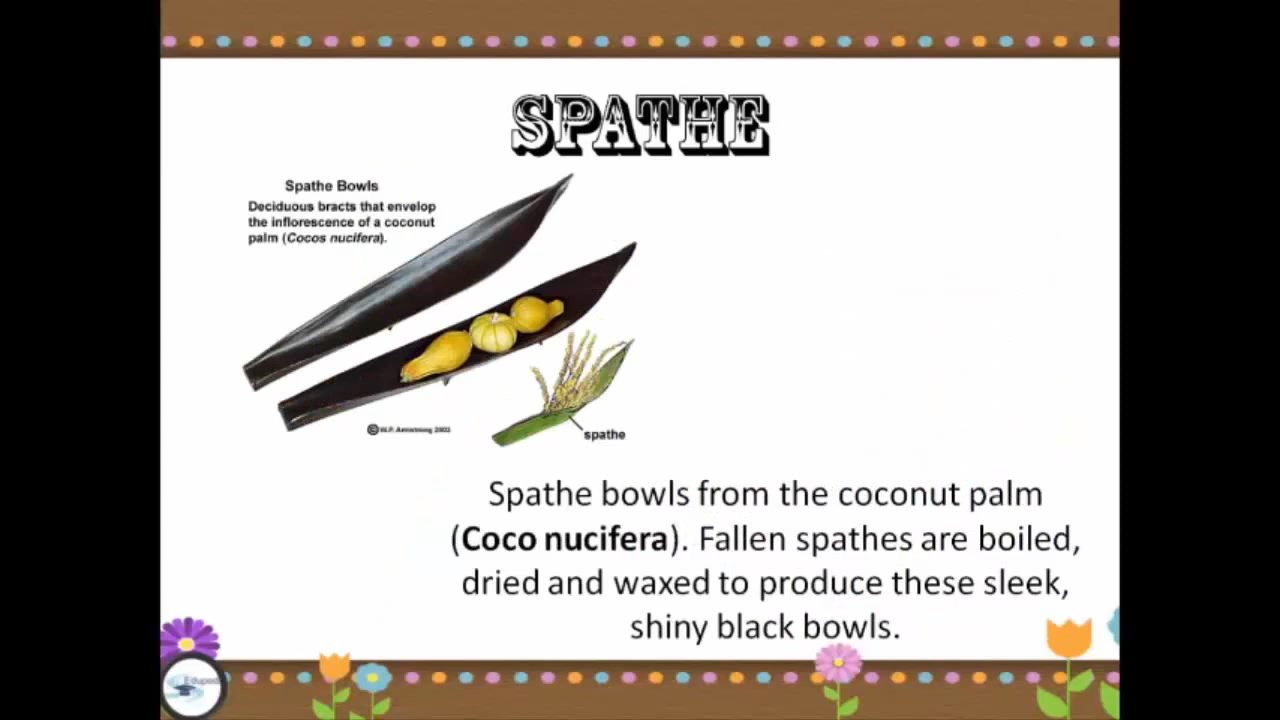 SPATHE
Spathe Bowls
Deciduous bracts that envelop
the inflorescence of a coconut
palm (Cocos nucifera).
©W.P. Armstrong 2003
spathe
Spathe bowls from the coconut palm
(Coco nucifera). Fallen spathes are boiled,
dried and waxed to produce these sleek,
shiny black bowls.